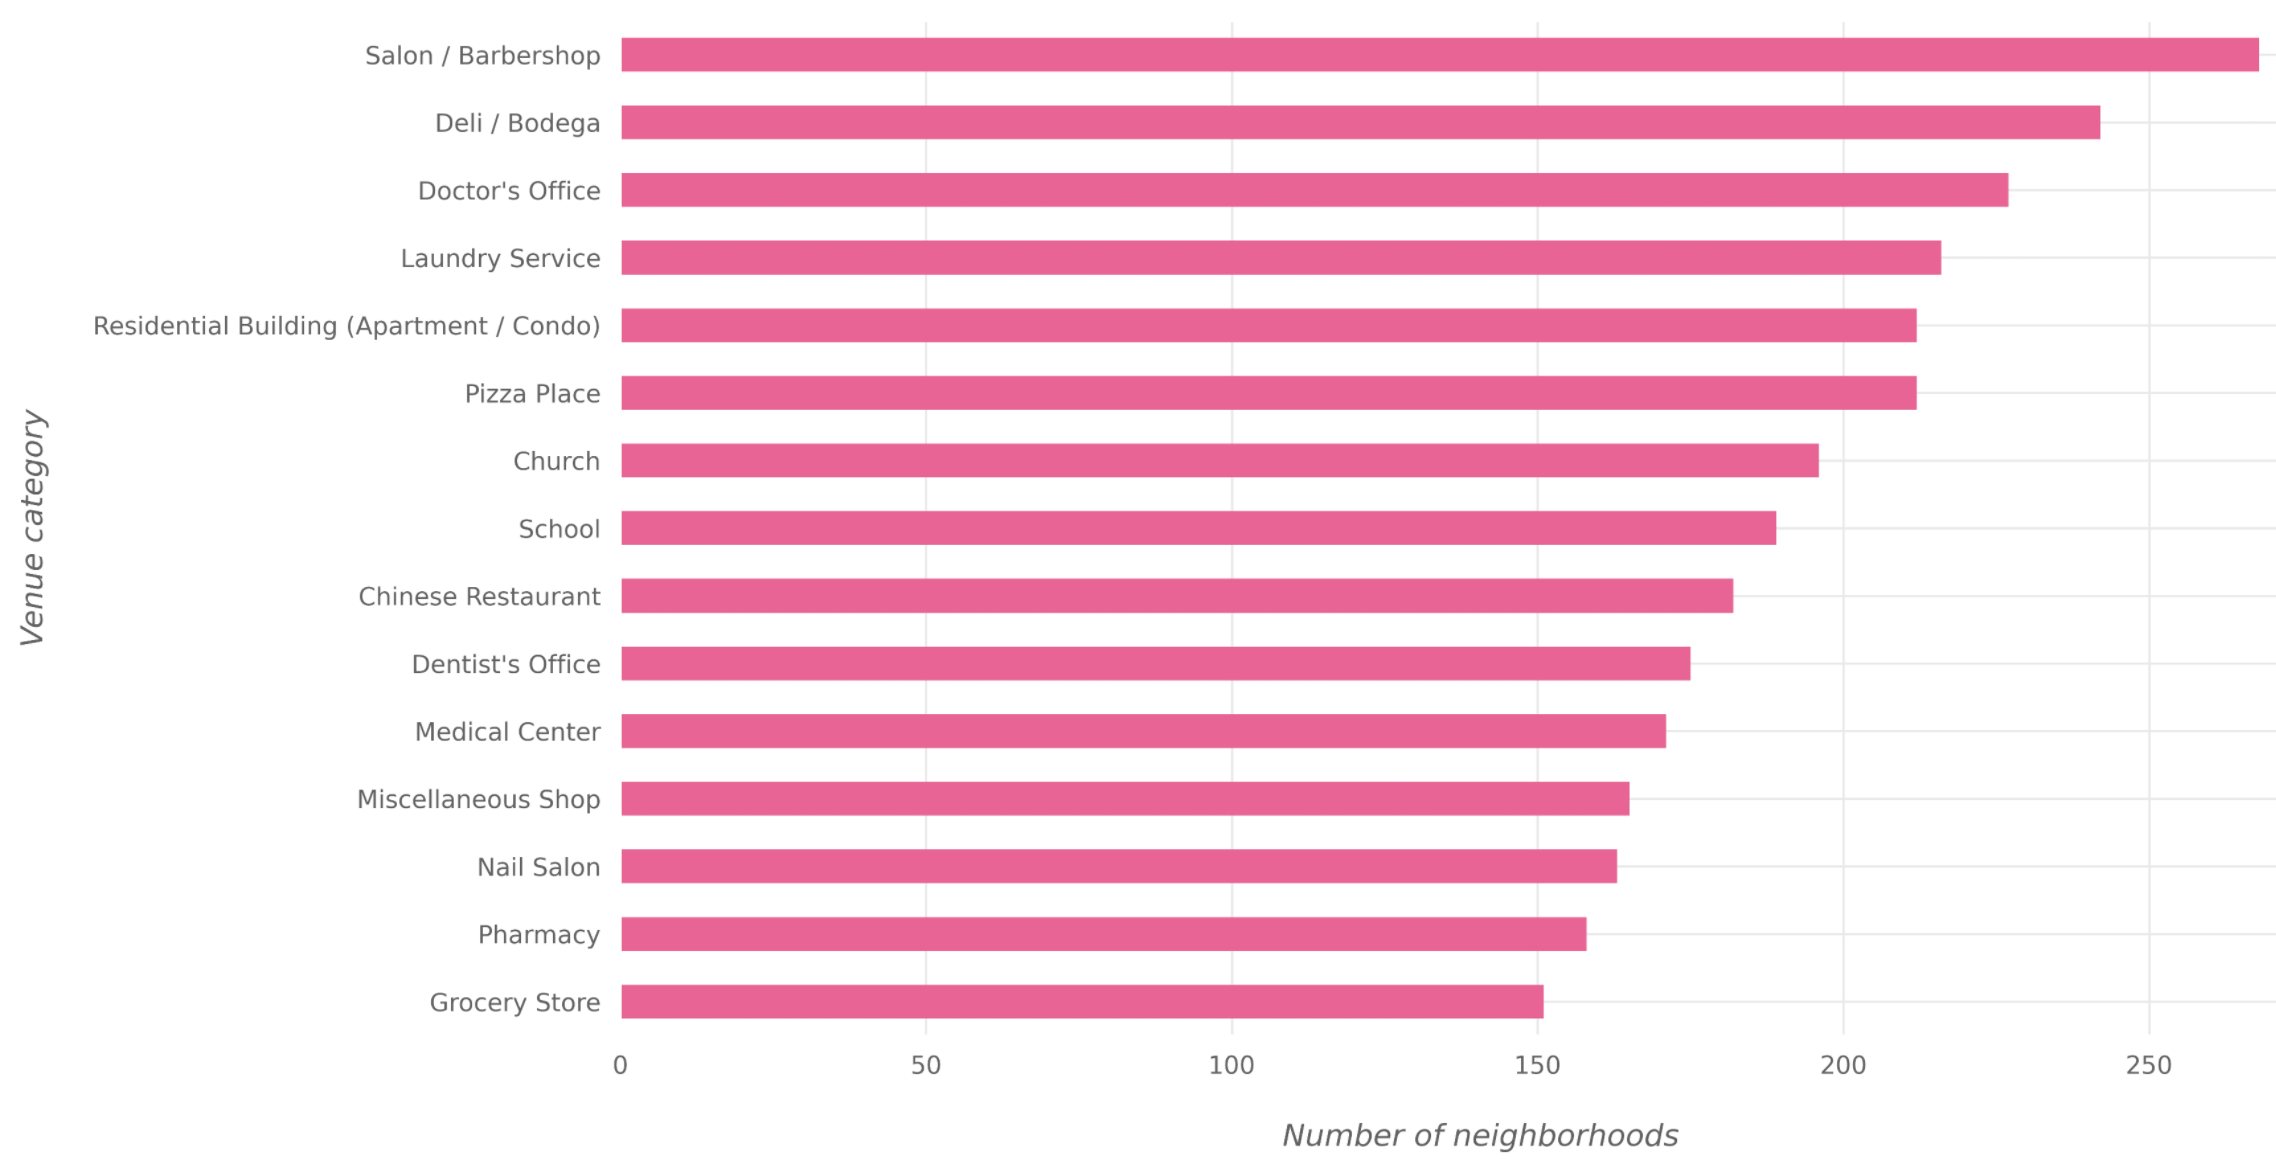 Salon / Barbershop
Deli / Bodega
Doctor's Office
Laundry Service
Residential Building (Apartment / Condo)
Pizza Place
Church
School
Chinese Restaurant
Dentist's Office
Medical Center
Miscellaneous Shop
Nail Salon
Pharmacy
Grocery Store
Venue category
0 50 100 150 200 250
Number of neighborhoods